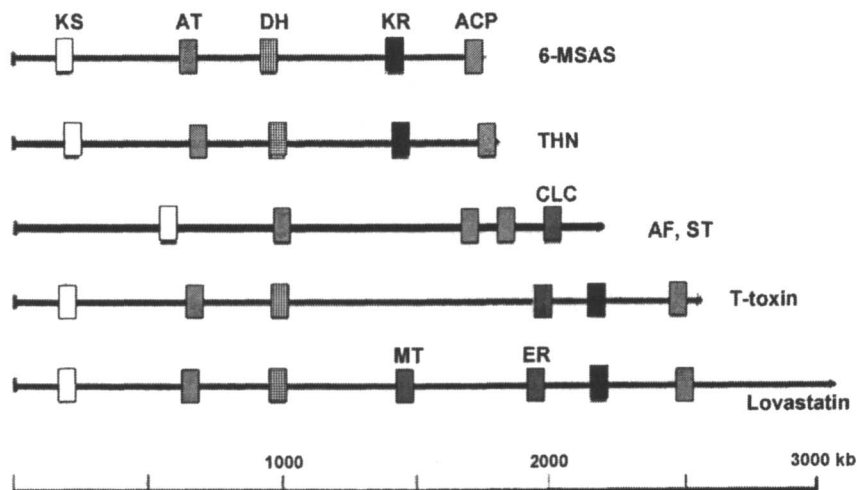 KS AT DH KR ACP
6-MSAS
THN
CLC
AF, ST
T-toxin
MT ER
Lovastatin
1000 2000 3000 kb